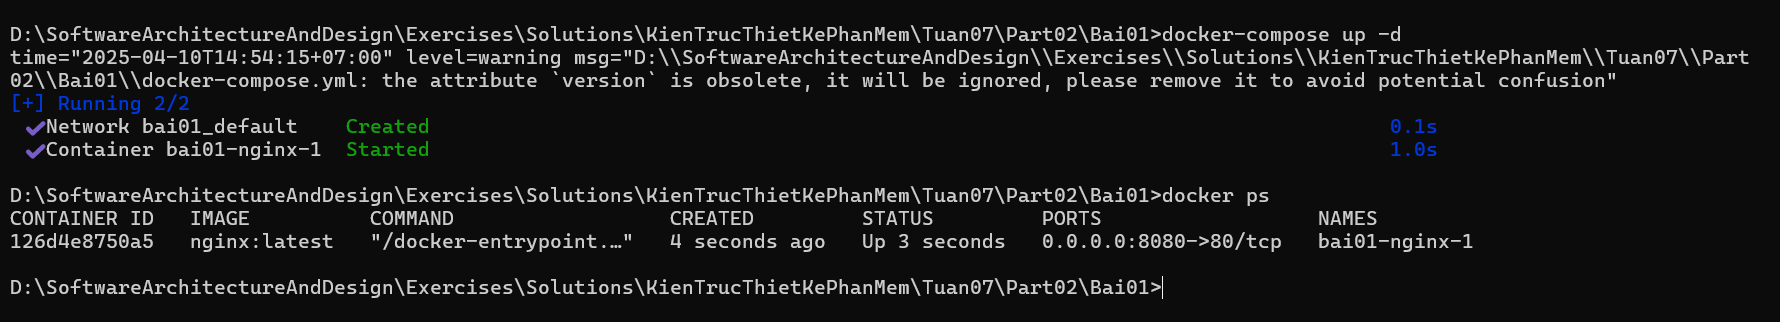 D:\SoftwareArchitectureAndDesign\Exercises\Solutions\KienTrucThietKePhanMem\Tuan07\Part02\Bai01>docker-compose up -d
time="2025-04-10T14:54:15+07:00" level=warning msg="D:\\SoftwareArchitectureAndDesign\\Exercises\\Solutions\\KienTrucThietKePhanMem\\Tuan07\\Part
02\\Bai01\\docker-compose.yml: the attribute `version` is obsolete, it will be ignored, please remove it to avoid potential confusion"
[+] Running 2/2
✔Network bai01_default    Created    0.1s
✔Container bai01-nginx-1  Started    1.0s
D:\SoftwareArchitectureAndDesign\Exercises\Solutions\KienTrucThietKePhanMem\Tuan07\Part02\Bai01>docker ps
CONTAINER ID   IMAGE          COMMAND                  CREATED         STATUS         PORTS                  NAMES
126d4e8750a5   nginx:latest   "/docker-entrypoint.…"   4 seconds ago   Up 3 seconds   0.0.0.0:8080->80/tcp   bai01-nginx-1
D:\SoftwareArchitectureAndDesign\Exercises\Solutions\KienTrucThietKePhanMem\Tuan07\Part02\Bai01>